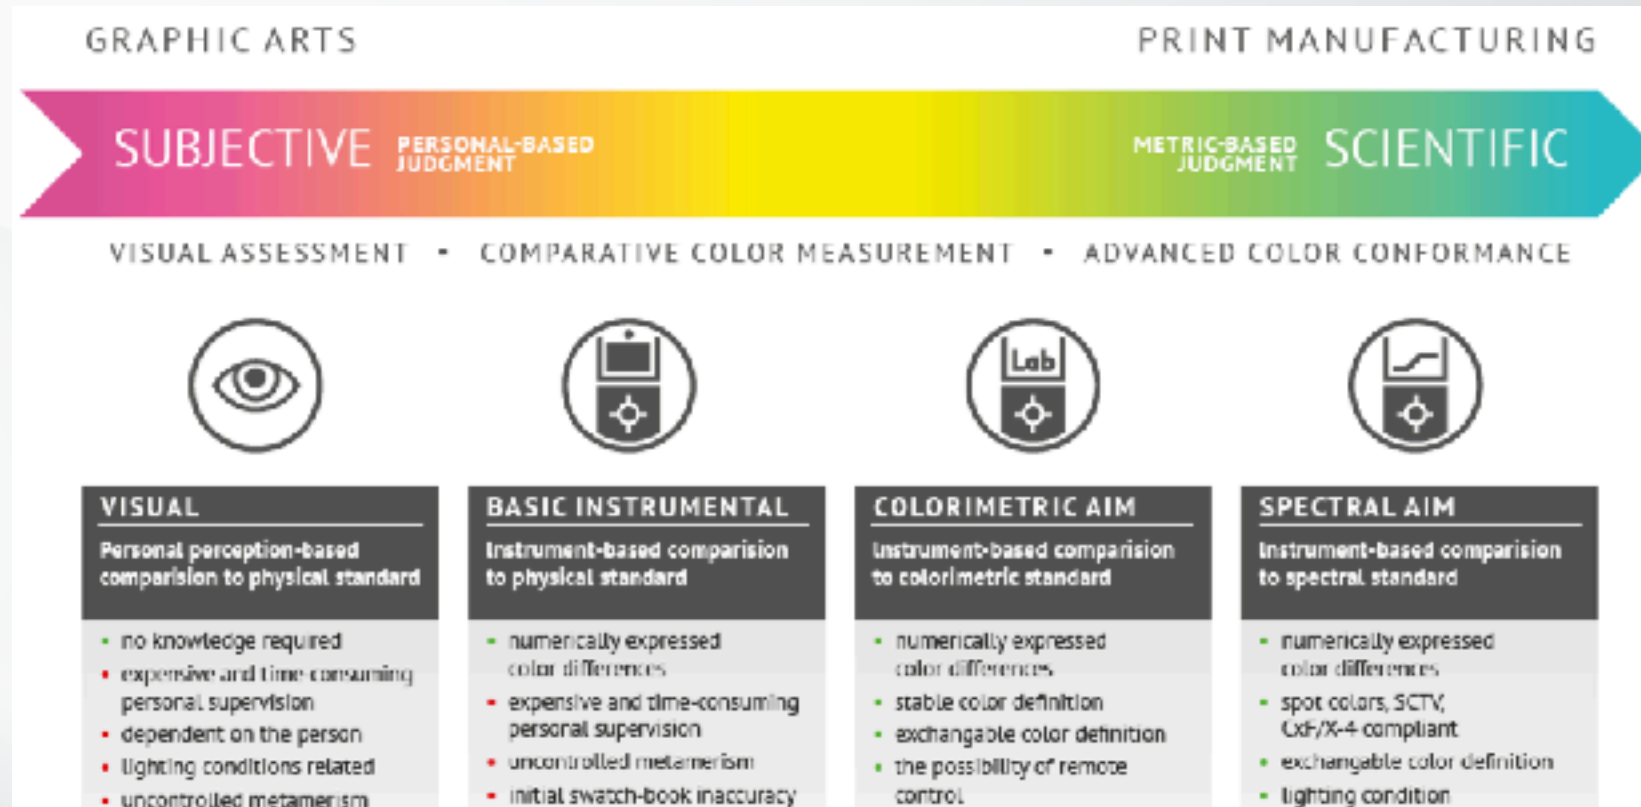 GRAPHIC ARTS
PRINT MANUFACTURING
SUBJECTIVE
PERSONAL-BASED
JUDGMENT
METRIC-BASED
JUDGMENT
SCIENTIFIC
VISUAL ASSESSMENT • COMPARATIVE COLOR MEASUREMENT • ADVANCED COLOR CONFORMANCE
Lab
VISUAL
Personal perception-based
comparision to physical standard
• no knowledge required
• expensive and time-consuming
personal supervision
• dependent on the person
• lighting conditions related
• uncontrolled metamerism
BASIC INSTRUMENTAL
Instrument-based comparision
to physical standard
• numerically expressed
color differences
• expensive and time-consuming
personal supervision
• uncontrolled metamerism
• initial swatch-book inaccuracy
COLORIMETRIC AIM
Instrument-based comparision
to colorimetric standard
• numerically expressed
color differences
• stable color definition
• exchangable color definition
• the possibility of remote
control
SPECTRAL AIM
Instrument-based comparision
to spectral standard
• numerically expressed
color differences
• spot colors, SCTV,
CxF/X-4 compliant
• exchangable color definition
• lighting condition